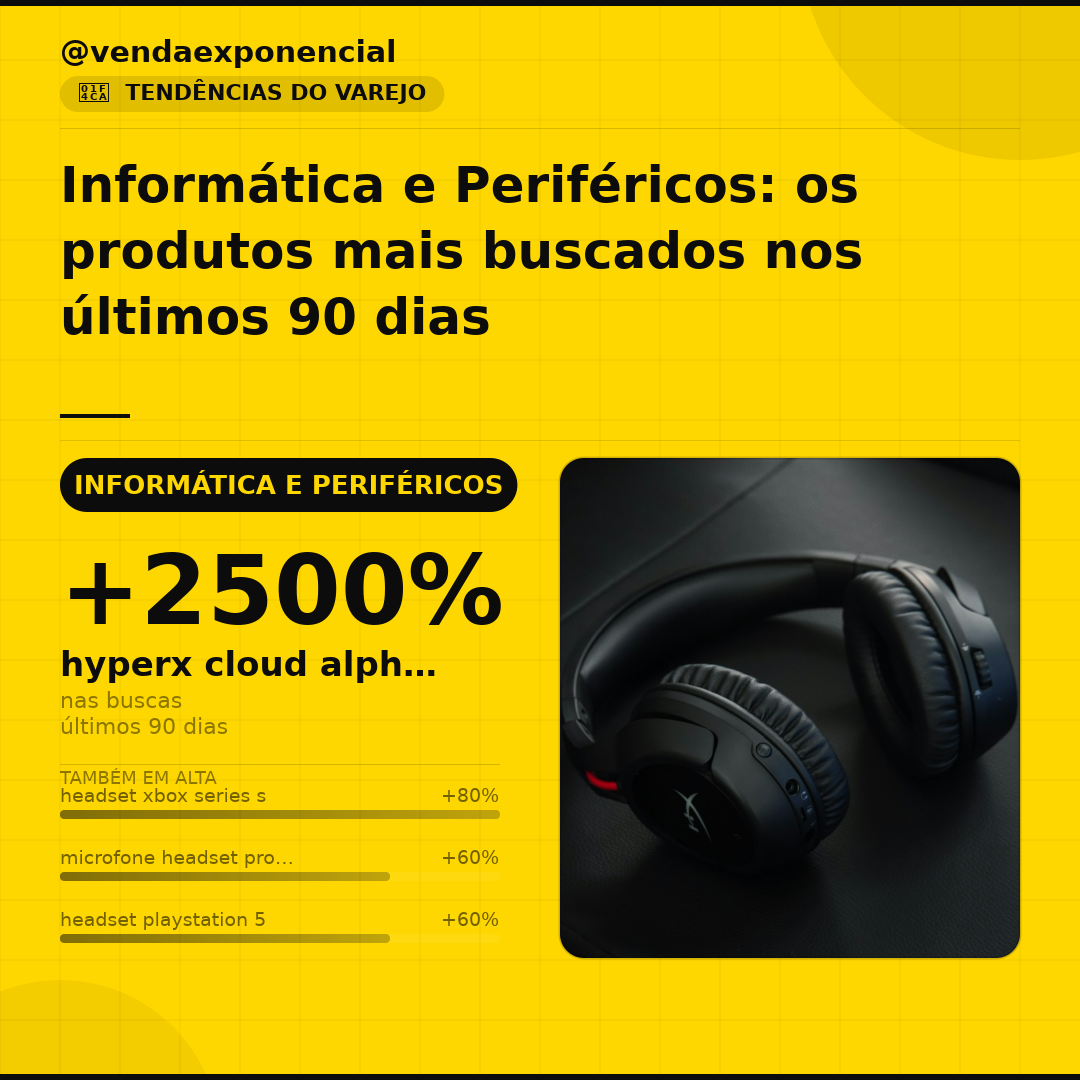 @vendaexponencial
TENDÊNCIAS DO VAREJO
Informática e Periféricos: os
produtos mais buscados nos
últimos 90 dias
INFORMÁTICA E PERIFÉRICOS
+2500%
hyperx cloud alph…
nas buscas
últimos 90 dias
TAMBÉM EM ALTA
headset xbox series s +80%
microfone headset pro… +60%
headset playstation 5 +60%